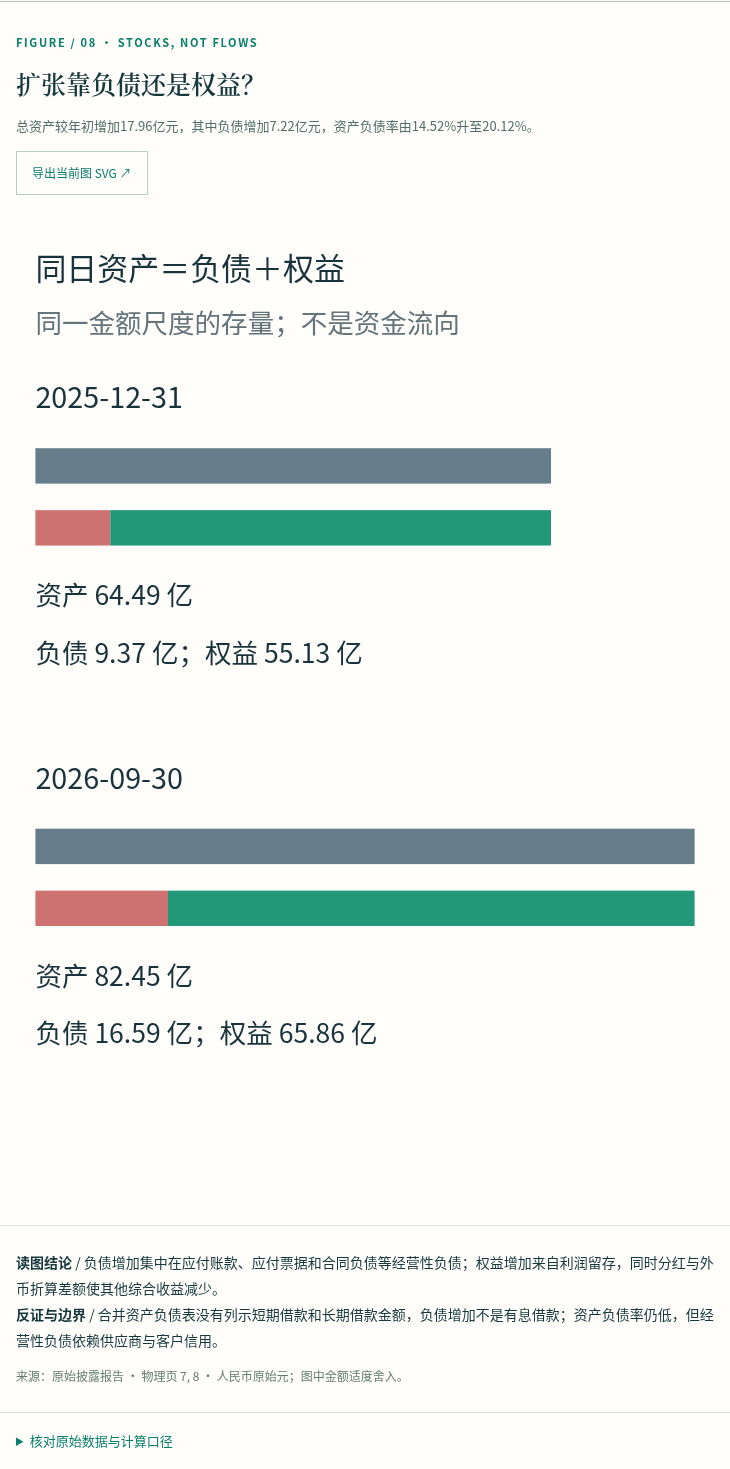 FIGURE / 08 · STOCKS, NOT FLOWS
扩张靠负债还是权益？
总资产较年初增加17.96亿元，其中负债增加7.22亿元，资产负债率由14.52%升至20.12%。
导出当前图 SVG ↗
同日资产＝负债＋权益
同一金额尺度的存量；不是资金流向
2025-12-31
资产 64.49 亿
负债 9.37 亿；权益 55.13 亿
2026-09-30
资产 82.45 亿
负债 16.59 亿；权益 65.86 亿
读图结论 / 负债增加集中在应付账款、应付票据和合同负债等经营性负债；权益增加来自利润留存，同时分红与外
币折算差额使其他综合收益减少。
反证与边界 / 合并资产负债表没有列示短期借款和长期借款金额，负债增加不是有息借款；资产负债率仍低，但经
营性负债依赖供应商与客户信用。
来源：原始披露报告 · 物理页 7, 8 · 人民币原始元；图中金额适度舍入。
▶ 核对原始数据与计算口径